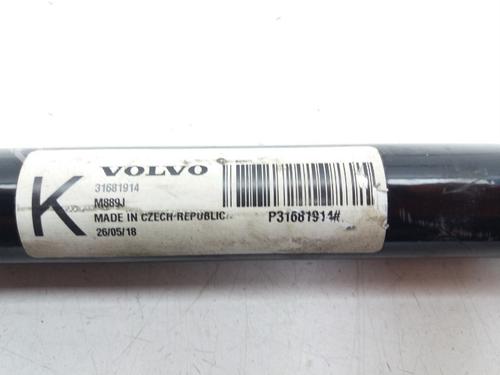 VOLVO
31681914
K
M889J
MADE IN CZECH REPUBLIC
P31681914#
26/05/18